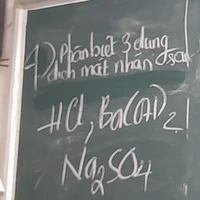 4) Phân biệt 3 dung
dịch mất nhãn sau
HCl, Ba(OH)₂,
Na₂SO₄